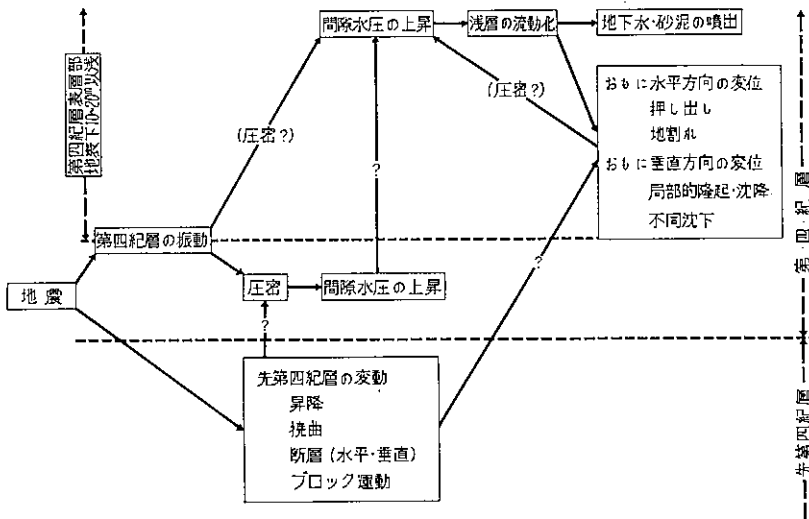 間隙水圧の上昇
浅層の流動化
地下水・砂泥の噴出
第四紀層表層部
地表下10~20m以浅
(圧密?)
(圧密?)
?
おもに水平方向の変位
押し出し
地割れ
おもに垂直方向の変位
局部的隆起・沈降
不同沈下
第四紀層の振動
地震
圧密
間隙水圧の上昇
?
?
先第四紀層の変動
昇降
撓曲
断層(水平・垂直)
ブロック運動
第・四・紀・層
先第四紀層